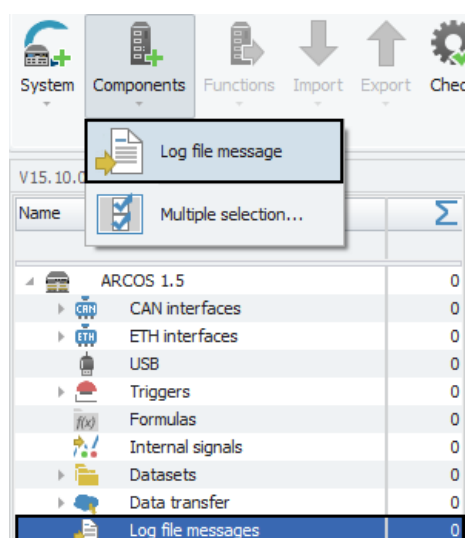 System Components Functions Import Export Chec
Log file message
V15.10.0
Multiple selection...
Name Σ
ARCOS 1.5 0
CAN CAN interfaces 0
ETH ETH interfaces 0
USB 0
Triggers 0
f(x) Formulas 0
Internal signals 0
Datasets 0
Data transfer 0
Log file messages 0